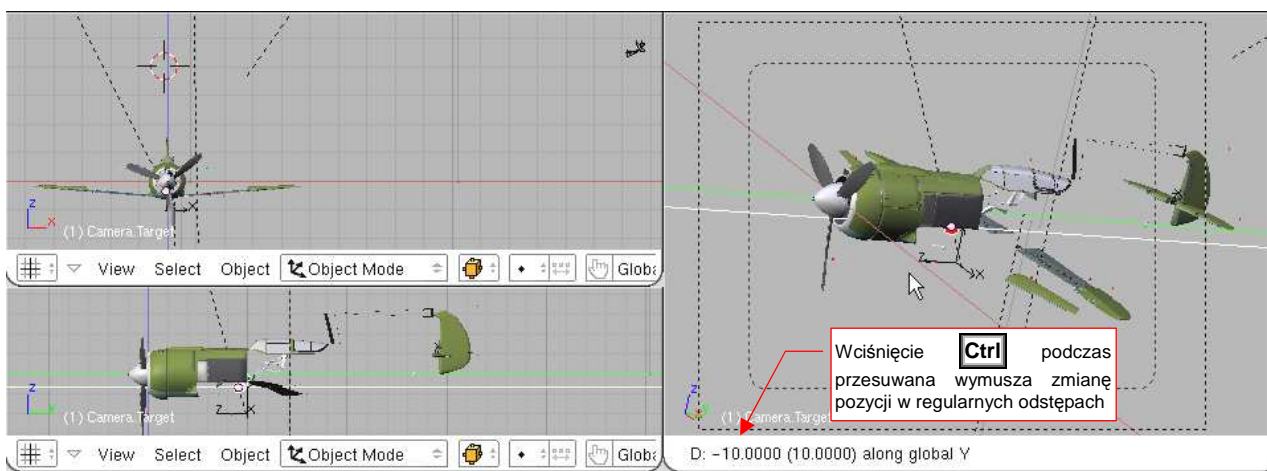 z
x
(1) Camera.Target
View Select Object Object Mode Globa
z
x
(1) Camera.Target
View Select Object Object Mode Globa
Z
X
Wciśnięcie Ctrl podczas
przesuwana wymusza zmianę
pozycji w regularnych odstępach
(1) Camera.Target
D: -10.0000 (10.0000) along global Y